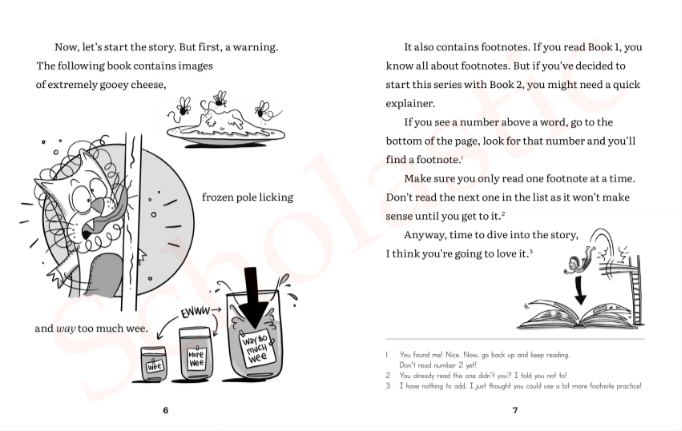 Now, let's start the story. But first, a warning.
The following book contains images
of extremely gooey cheese,
frozen pole licking
EWWW
and way too much wee.
Wee
More
Wee
Way too
much
wee
6
It also contains footnotes. If you read Book 1, you
know all about footnotes. But if you've decided to
start this series with Book 2, you might need a quick
explainer.
If you see a number above a word, go to the
bottom of the page, look for that number and you'll
find a footnote.¹
Make sure you only read one footnote at a time.
Don't read the next one in the list as it won't make
sense until you get to it.²
Anyway, time to dive into the story,
I think you're going to love it.³
1 You found me! Nice. Now, go back up and keep reading.
Don't read number 2 yet!
2 You already read this one didn't you? I told you not to!
3 I have nothing to add, I just thought you could use a bit more footnote practice!
7
Scholastic